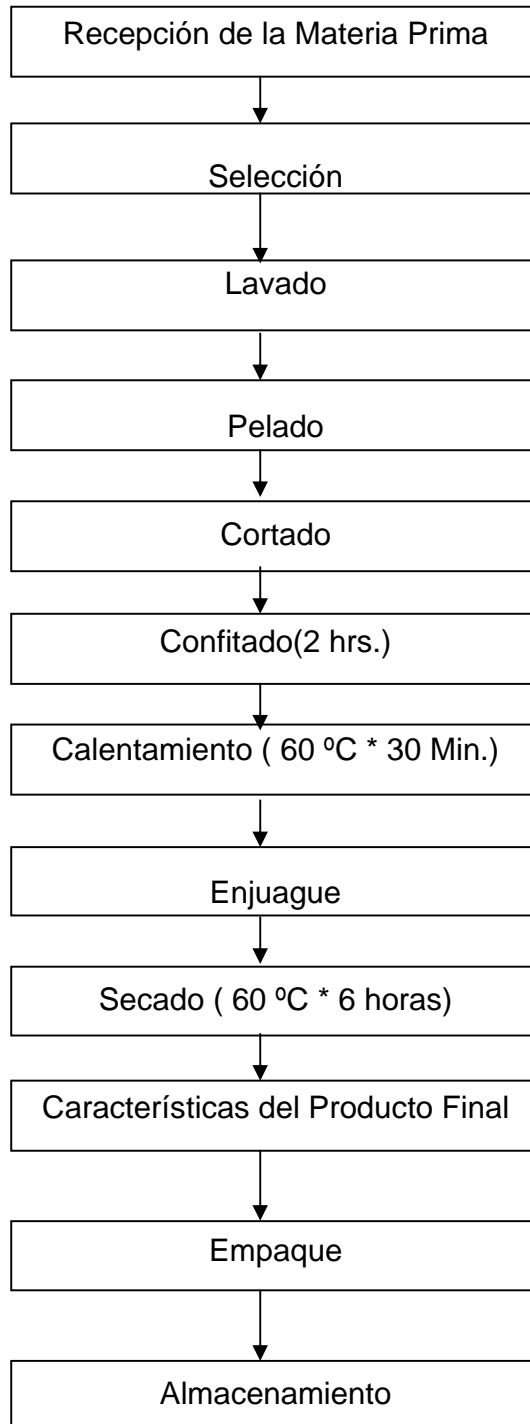 Recepción de la Materia Prima
Selección
Lavado
Pelado
Cortado
Confitado(2 hrs.)
Calentamiento ( 60 ºC * 30 Min.)
Enjuague
Secado ( 60 ºC * 6 horas)
Características del Producto Final
Empaque
Almacenamiento